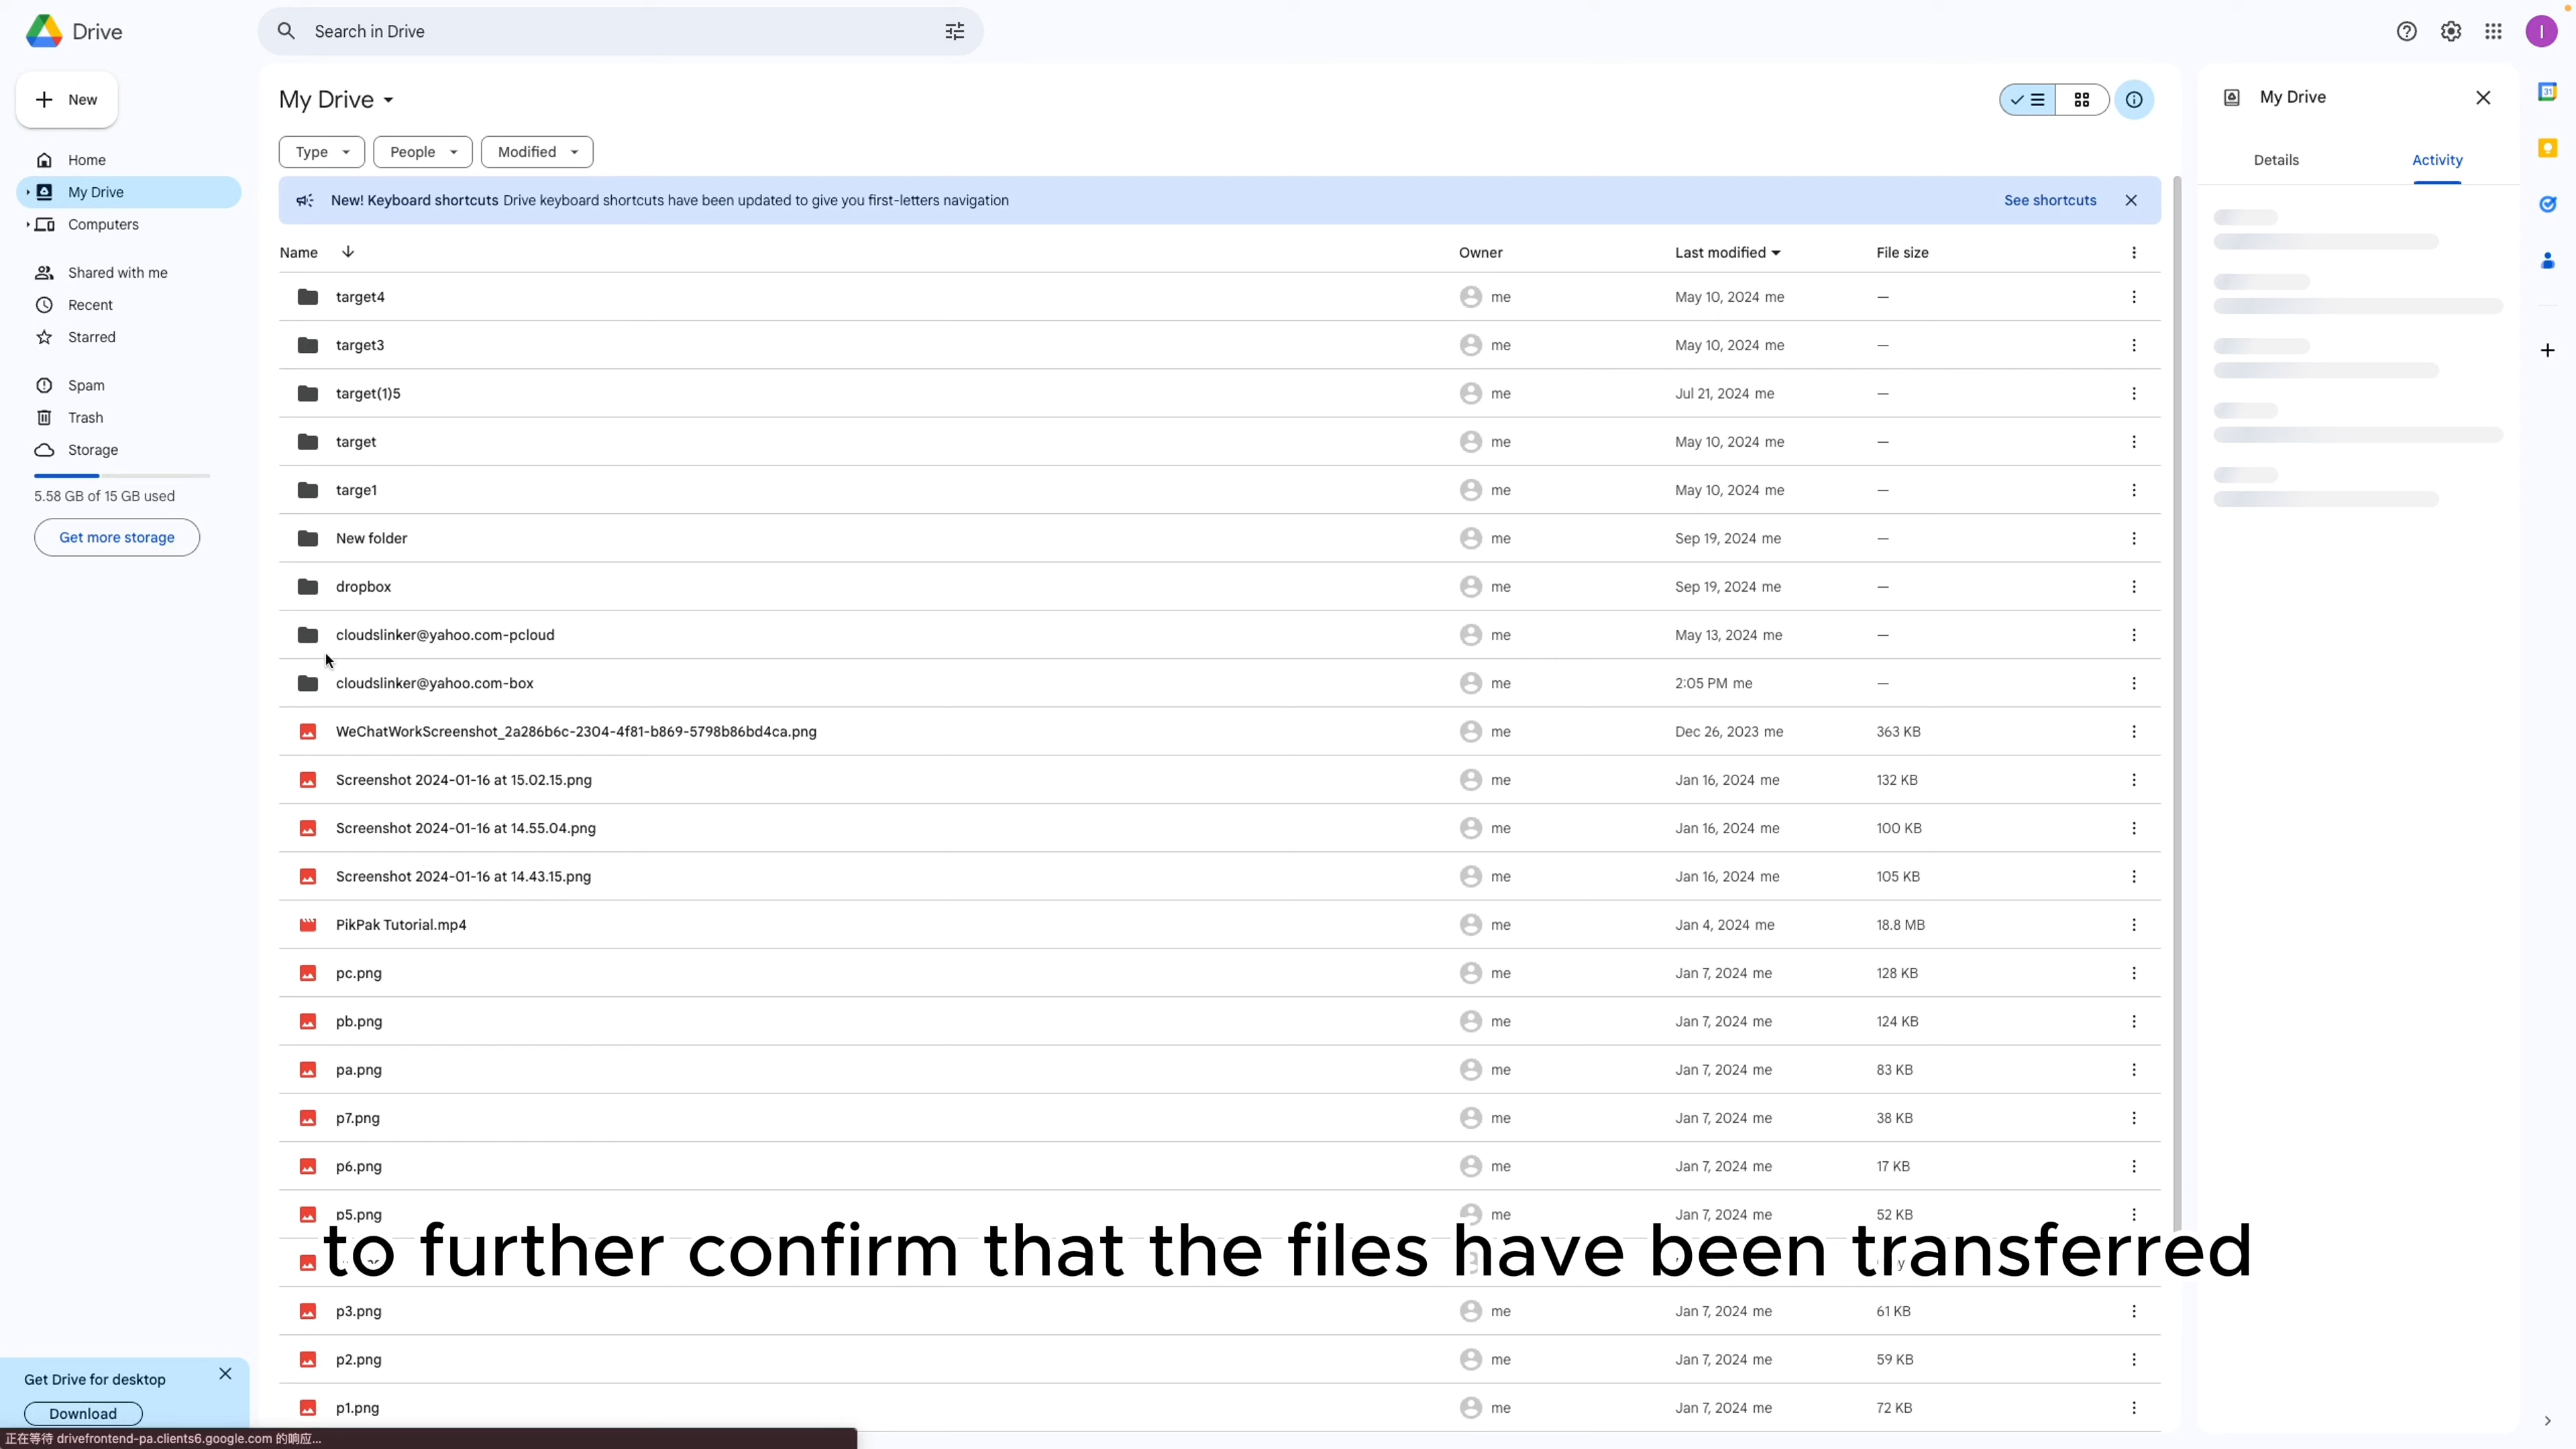 Drive
Search in Drive
New
Home
My Drive
Computers
Shared with me
Recent
Starred
Spam
Trash
Storage
5.58 GB of 15 GB used
Get more storage
My Drive
Type
People
Modified
New! Keyboard shortcuts Drive keyboard shortcuts have been updated to give you first-letters navigation
See shortcuts
Name Owner Last modified File size
target4 me May 10, 2024 me —
target3 me May 10, 2024 me —
target(1)5 me Jul 21, 2024 me —
target me May 10, 2024 me —
targe1 me May 10, 2024 me —
New folder me Sep 19, 2024 me —
dropbox me Sep 19, 2024 me —
cloudslinker@yahoo.com-pcloud me May 13, 2024 me —
cloudslinker@yahoo.com-box me 2:05 PM me —
WeChatWorkScreenshot_2a286b6c-2304-4f81-b869-5798b86bd4ca.png me Dec 26, 2023 me 363 KB
Screenshot 2024-01-16 at 15.02.15.png me Jan 16, 2024 me 132 KB
Screenshot 2024-01-16 at 14.55.04.png me Jan 16, 2024 me 100 KB
Screenshot 2024-01-16 at 14.43.15.png me Jan 16, 2024 me 105 KB
PikPak Tutorial.mp4 me Jan 4, 2024 me 18.8 MB
pc.png me Jan 7, 2024 me 128 KB
pb.png me Jan 7, 2024 me 124 KB
pa.png me Jan 7, 2024 me 83 KB
p7.png me Jan 7, 2024 me 38 KB
p6.png me Jan 7, 2024 me 17 KB
p5.png me Jan 7, 2024 me 52 KB
to further confirm that the files have been transferred
p3.png me Jan 7, 2024 me 61 KB
p2.png me Jan 7, 2024 me 59 KB
p1.png me Jan 7, 2024 me 72 KB
My Drive
Details
Activity
31
I
Get Drive for desktop
Download
正在等待 drivefrontend-pa.clients6.google.com 的响应...